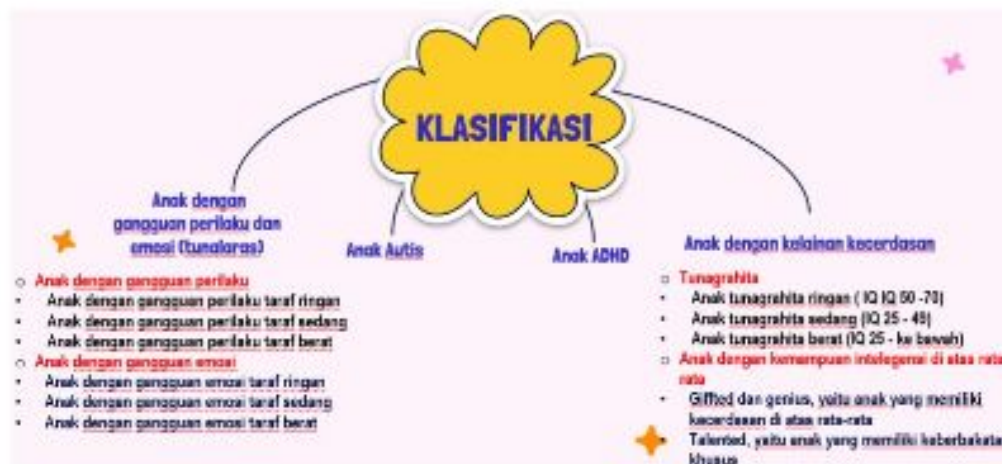 KLASIFIKASI
Anak dengan
gangguan perilaku dan
emosi (tunalaras)
Anak Autis
Anak ADHD
Anak dengan kelainan kecerdasan
Anak dengan gangguan perilaku
Anak dengan gangguan perilaku taraf ringan
Anak dengan gangguan perilaku taraf sedang
Anak dengan gangguan perilaku taraf berat
Anak dengan gangguan emosi
Anak dengan gangguan emosi taraf ringan
Anak dengan gangguan emosi taraf sedang
Anak dengan gangguan emosi taraf berat
Tunagrahita
Anak tunagrahita ringan ( IQ IQ 50 -70)
Anak tunagrahita sedang (IQ 25 - 49)
Anak tunagrahita berat (IQ 25 - ke bawah)
Anak dengan kemampuan intelegensi di atas rata
rata
Giffted dan genius, yaitu anak yang memiliki
kecerdasan di atas rata-rata
Talented, yaitu anak yang memiliki keberbakata
khusus